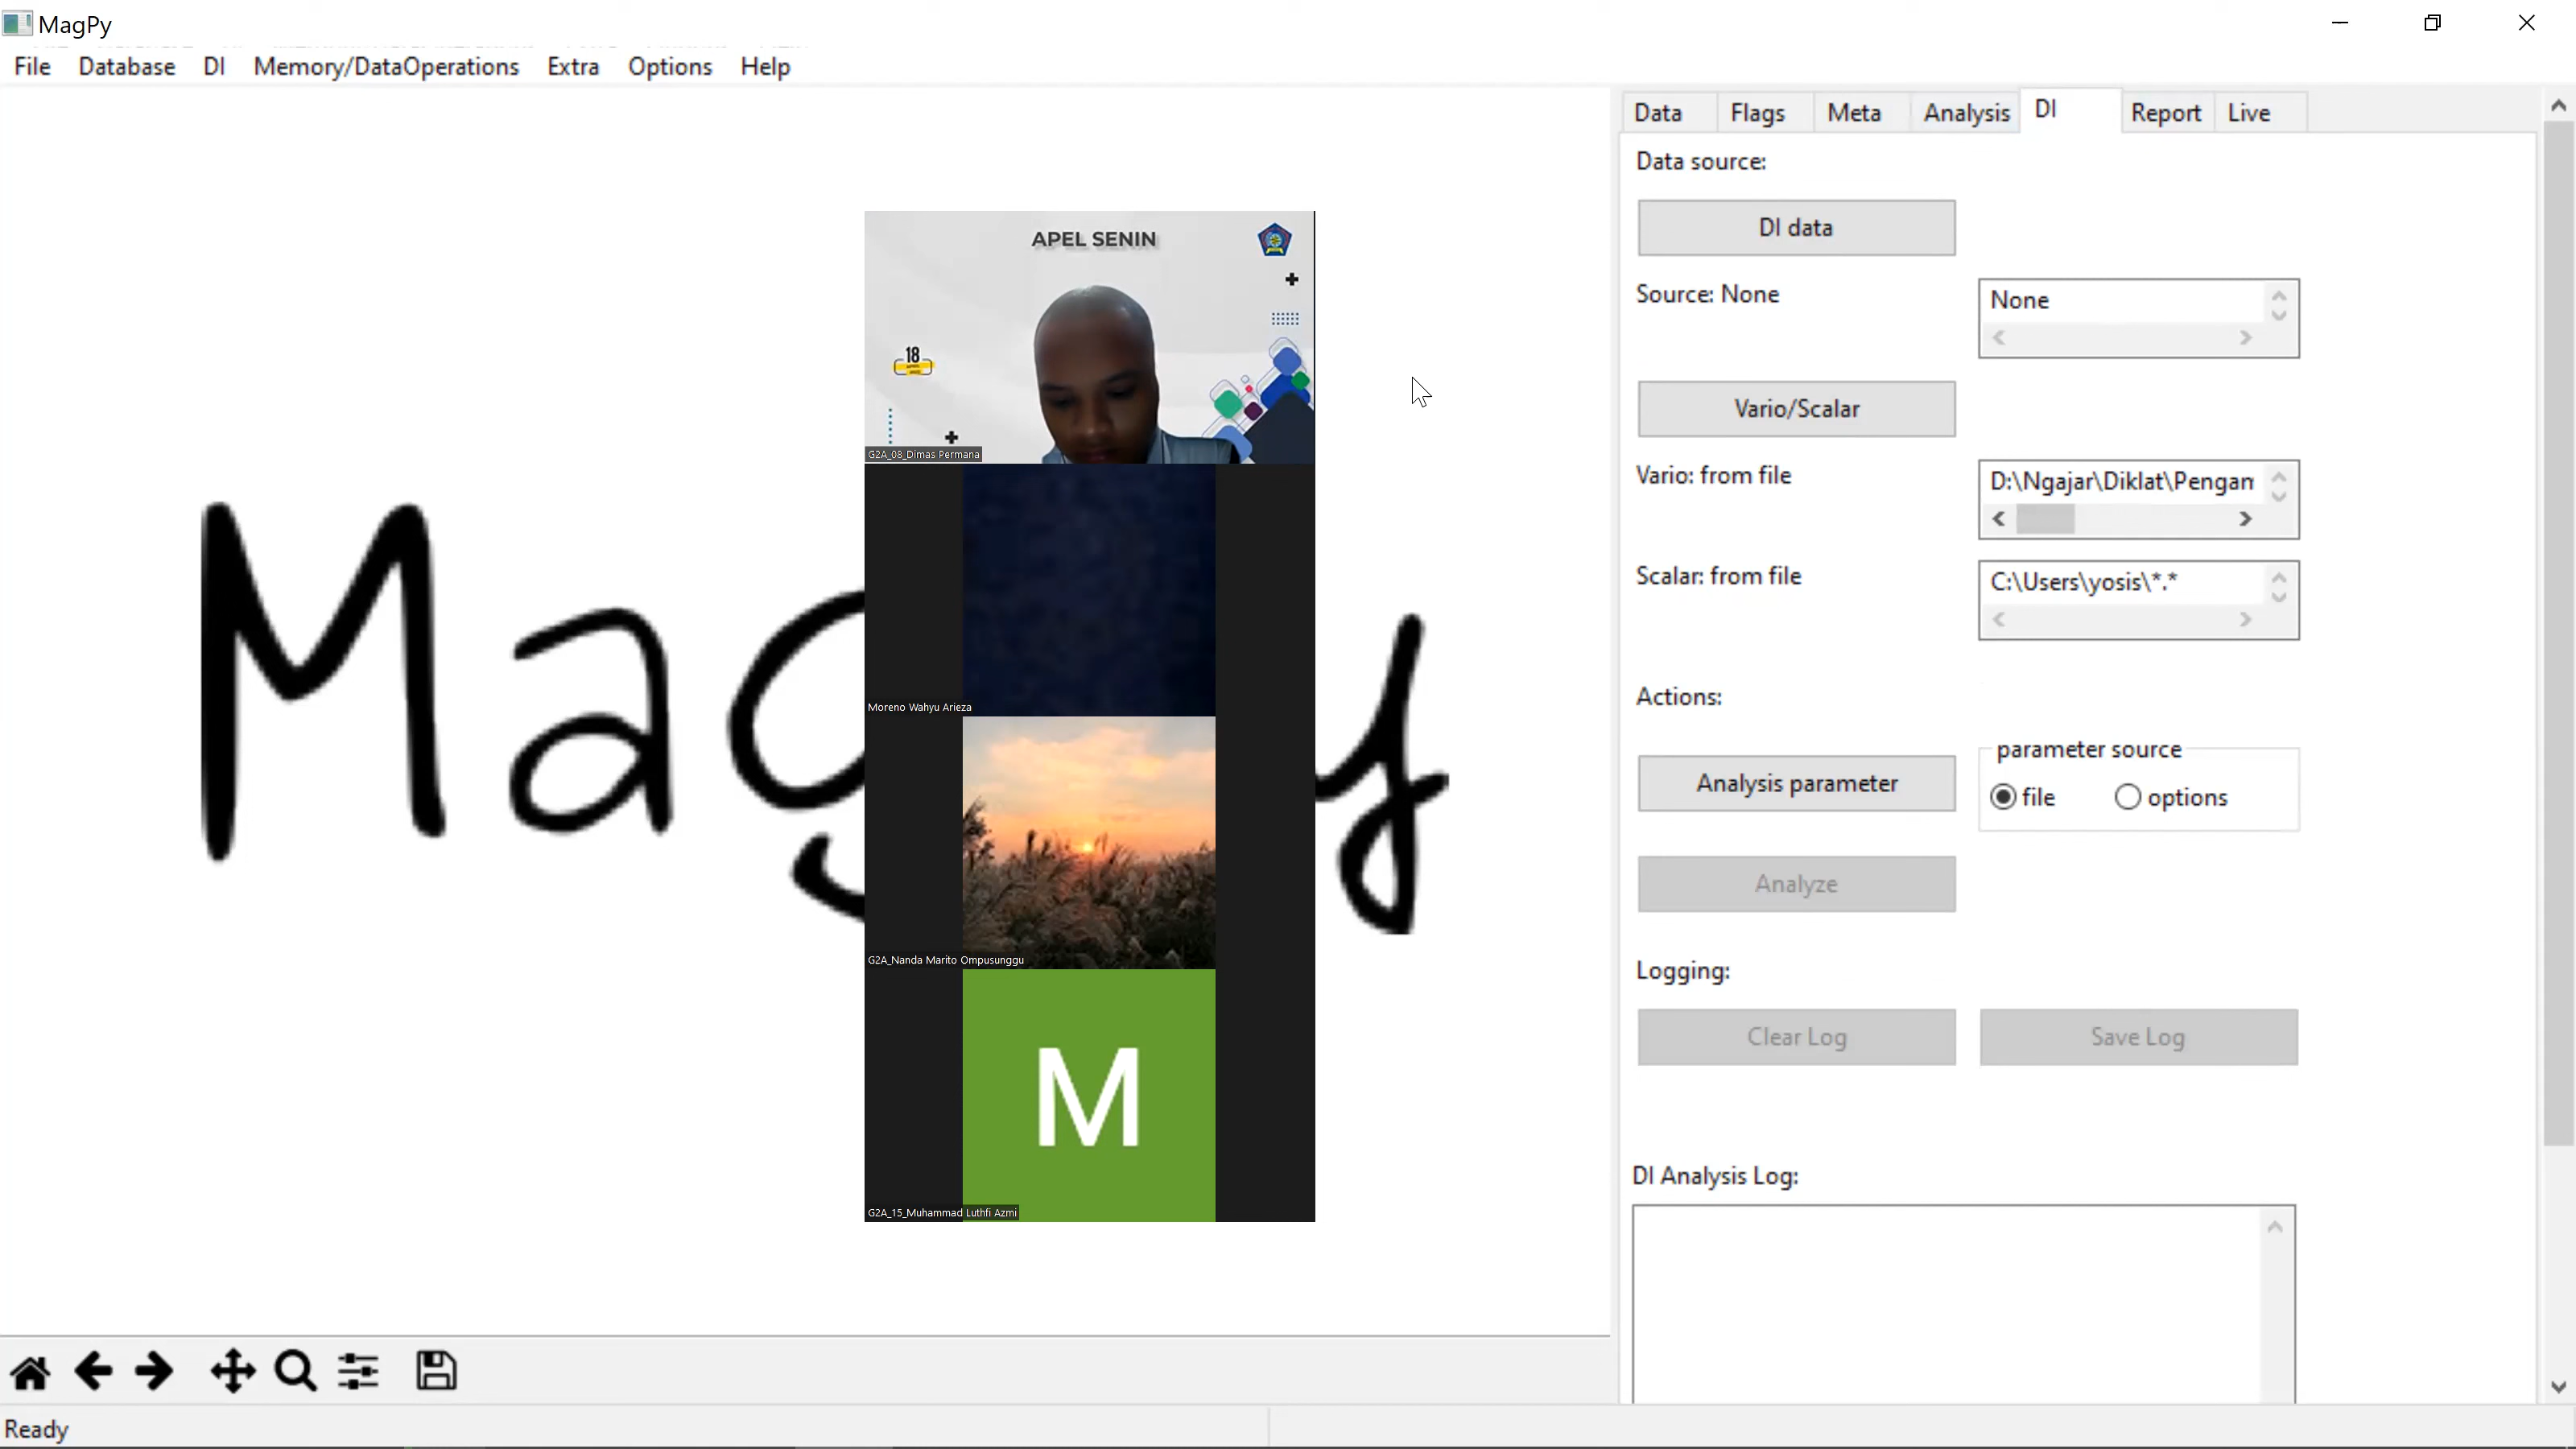 MagPy
File Database DI Memory/DataOperations Extra Options Help
Data Flags Meta Analysis DI Report Live
Data source:
DI data
Source: None
None
Vario/Scalar
Vario: from file
D:\Ngajar\Diklat\Pengam
Scalar: from file
C:\Users\yosis\*.*
Actions:
Analysis parameter
parameter source
file options
Analyze
Logging:
Clear Log Save Log
DI Analysis Log:
APEL SENIN
18
G2A_08_Dimas Permana
Moreno Wahyu Arieza
G2A_Nanda Marito Ompusunggu
M
G2A_15_Muhammad Luthfi Azmi
Ma
y
Ready